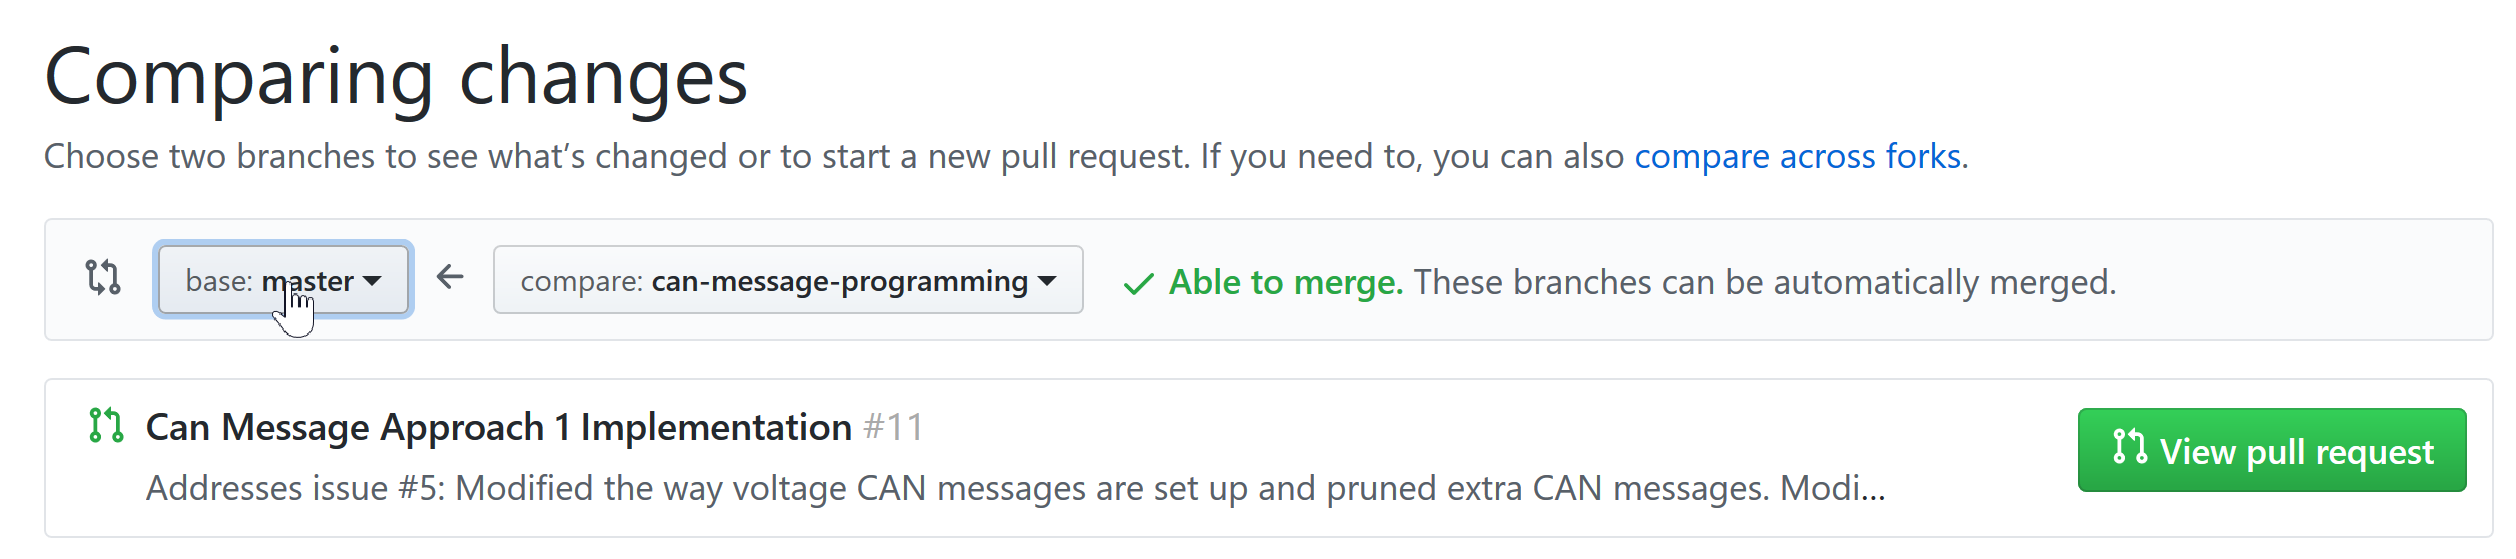 Comparing changes
Choose two branches to see what’s changed or to start a new pull request. If you need to, you can also compare across forks.
base: master compare: can-message-programming Able to merge. These branches can be automatically merged.
Can Message Approach 1 Implementation #11
View pull request
Addresses issue #5: Modified the way voltage CAN messages are set up and pruned extra CAN messages. Modi…